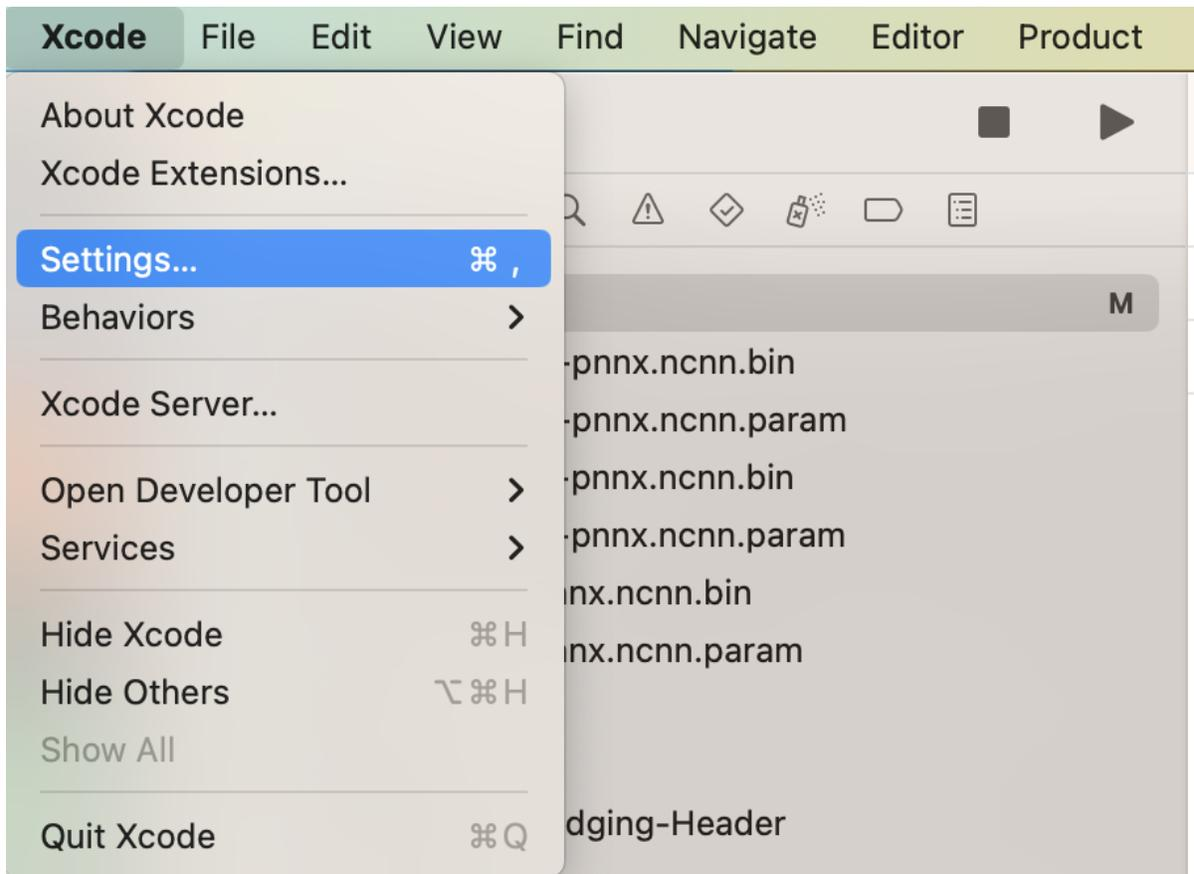 Xcode File Edit View Find Navigate Editor Product
About Xcode
Xcode Extensions...
Settings... ⌘ ,
Behaviors
Xcode Server...
Open Developer Tool
Services
Hide Xcode ⌘H
Hide Others ⌥⌘H
Show All
Quit Xcode ⌘Q
M
-pnnx.ncnn.bin
-pnnx.ncnn.param
-pnnx.ncnn.bin
-pnnx.ncnn.param
nx.ncnn.bin
nx.ncnn.param
dging-Header